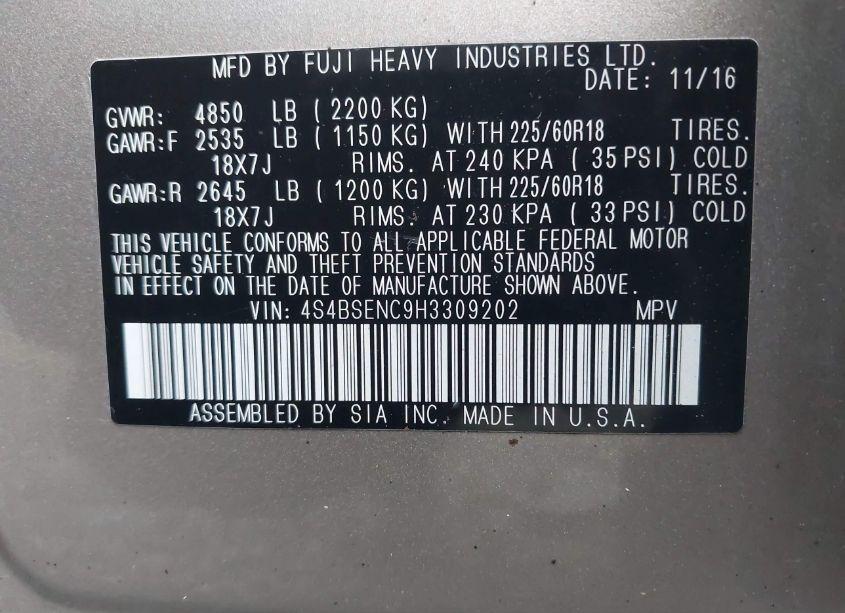 MFD BY FUJI HEAVY INDUSTRIES LTD.
DATE: 11/16
GVWR: 4850 LB ( 2200 KG)
GAWR:F 2535 LB ( 1150 KG) WITH 225/60R18 TIRES.
18X7J RIMS. AT 240 KPA ( 35 PSI) COLD
GAWR:R 2645 LB ( 1200 KG) WITH 225/60R18 TIRES.
18X7J RIMS. AT 230 KPA ( 33 PSI) COLD
THIS VEHICLE CONFORMS TO ALL APPLICABLE FEDERAL MOTOR
VEHICLE SAFETY AND THEFT PREVENTION STANDARDS
IN EFFECT ON THE DATE OF MANUFACTURE SHOWN ABOVE.
VIN: 4S4BSENC9H3309202 MPV
ASSEMBLED BY SIA INC. MADE IN U.S.A.